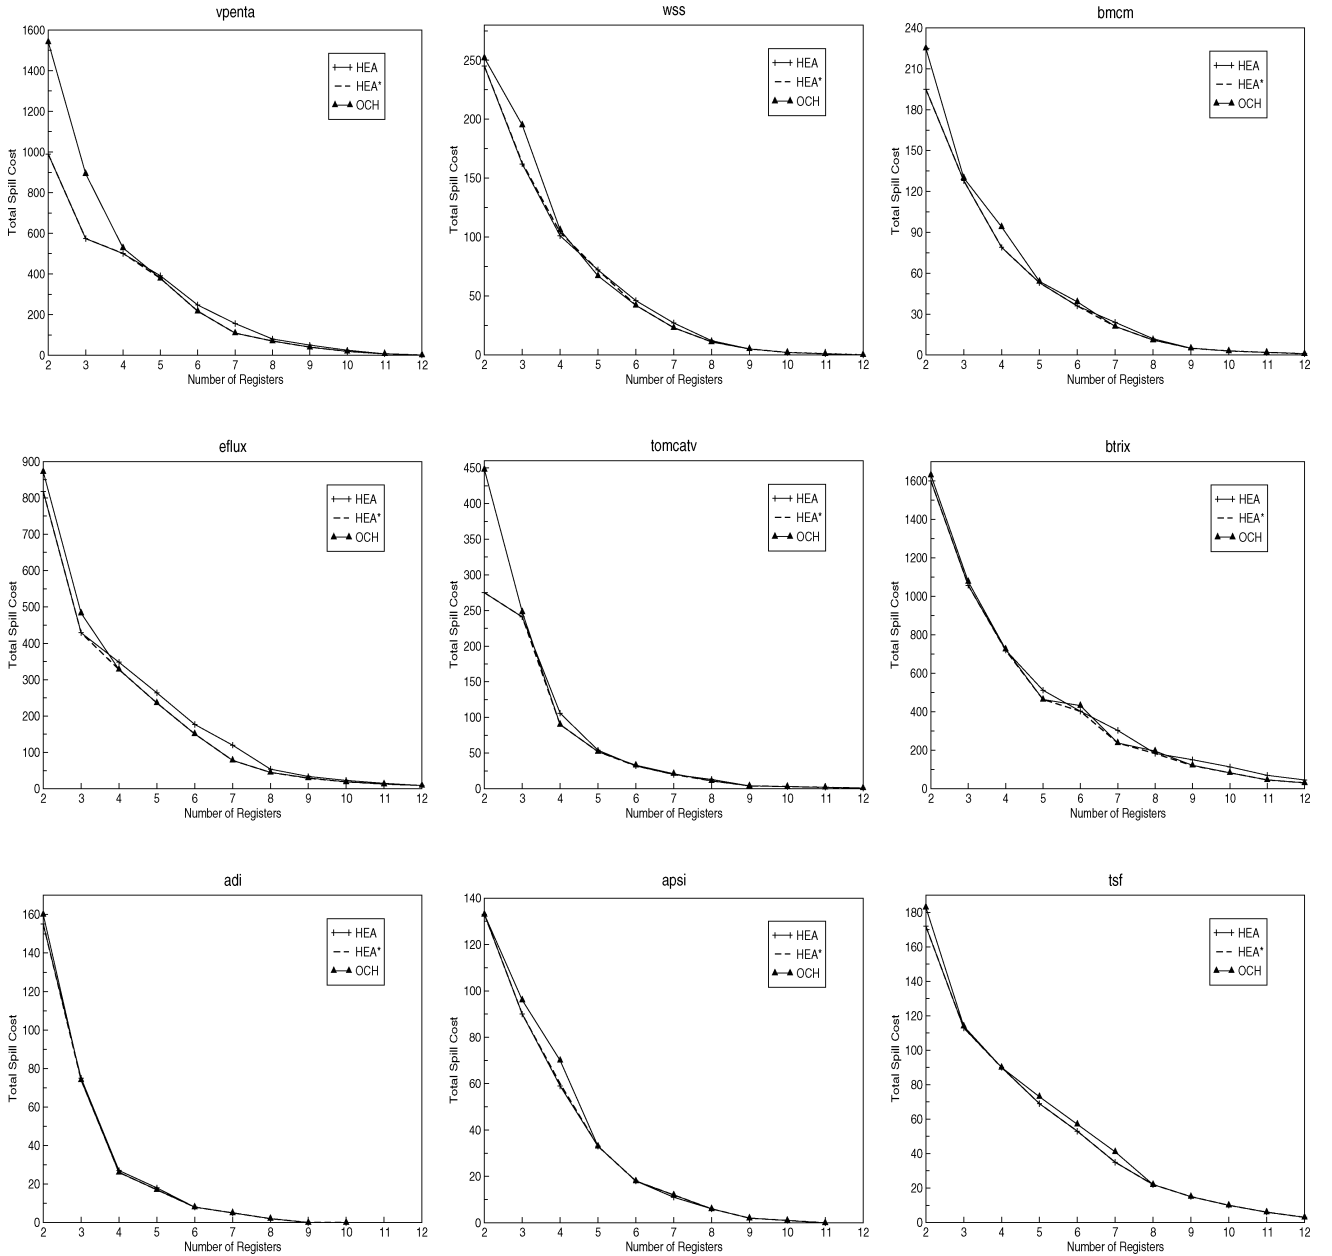 vpenta
1600
1400
1200
1000
800
600
400
200
0
Total Spill Cost
HEA
HEA*
OCH
2 3 4 5 6 7 8 9 10 11 12
Number of Registers
wss
250
200
150
100
50
0
Total Spill Cost
HEA
HEA*
OCH
2 3 4 5 6 7 8 9 10 11 12
Number of Registers
bmcm
240
210
180
150
120
90
60
30
0
Total Spill Cost
HEA
HEA*
OCH
2 3 4 5 6 7 8 9 10 11 12
Number of Registers
eflux
900
800
700
600
500
400
300
200
100
0
Total Spill Cost
HEA
HEA*
OCH
2 3 4 5 6 7 8 9 10 11 12
Number of Registers
tomcatv
450
400
350
300
250
200
150
100
50
0
Total Spill Cost
HEA
HEA*
OCH
2 3 4 5 6 7 8 9 10 11 12
Number of Registers
btrix
1600
1400
1200
1000
800
600
400
200
0
Total Spill Cost
HEA
HEA*
OCH
2 3 4 5 6 7 8 9 10 11 12
Number of Registers
adi
160
140
120
100
80
60
40
20
0
Total Spill Cost
HEA
HEA*
OCH
2 3 4 5 6 7 8 9 10 11 12
Number of Registers
apsi
140
120
100
80
60
40
20
0
Total Spill Cost
HEA
HEA*
OCH
2 3 4 5 6 7 8 9 10 11 12
Number of Registers
tsf
180
160
140
120
100
80
60
40
20
0
Total Spill Cost
HEA
HEA*
OCH
2 3 4 5 6 7 8 9 10 11 12
Number of Registers